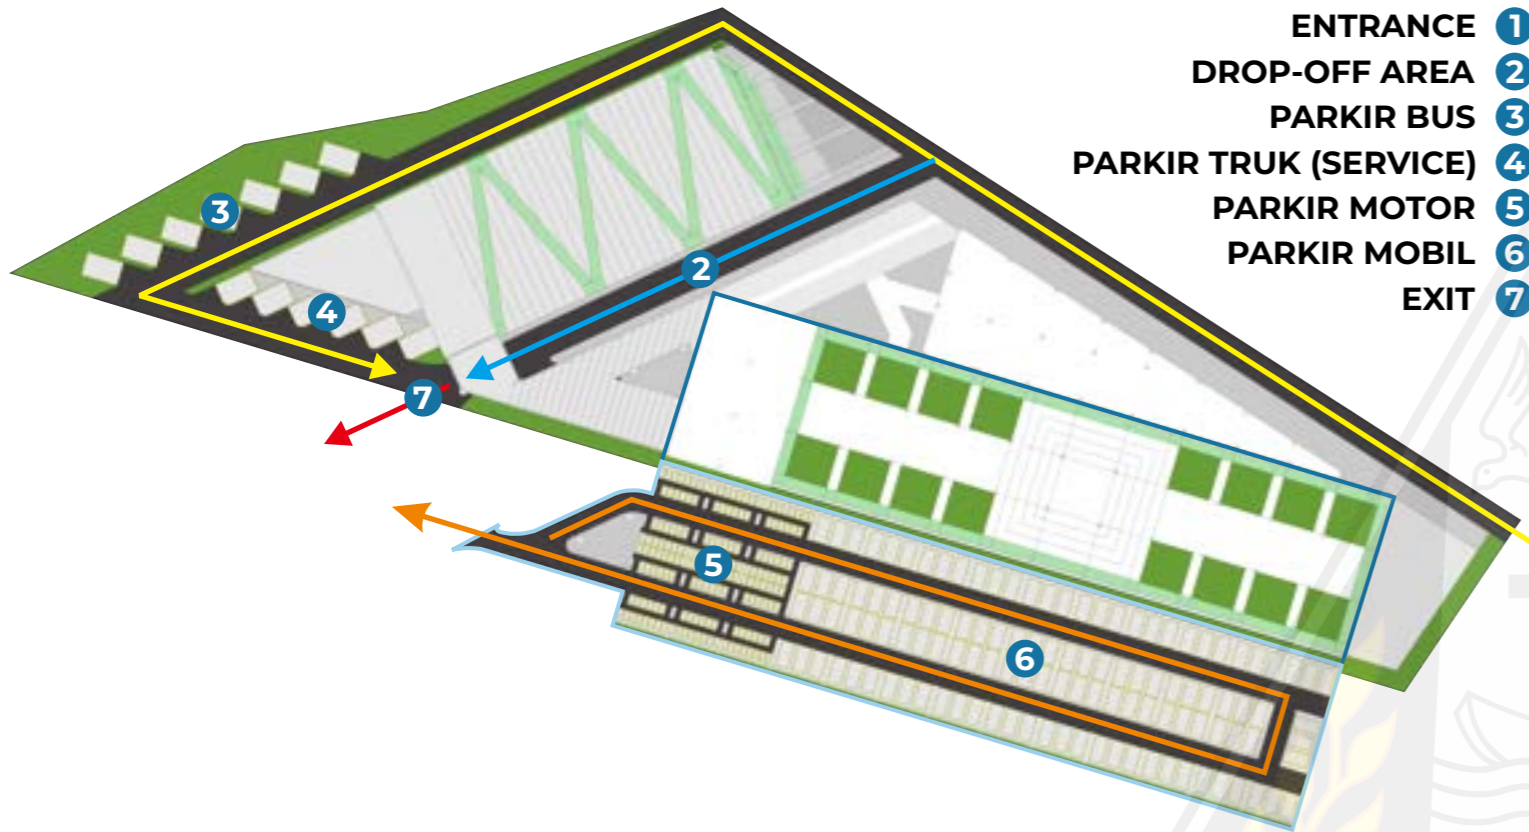 ENTRANCE 1
DROP-OFF AREA 2
PARKIR BUS 3
PARKIR TRUK (SERVICE) 4
PARKIR MOTOR 5
PARKIR MOBIL 6
EXIT 7
3
2
4
7
5
6